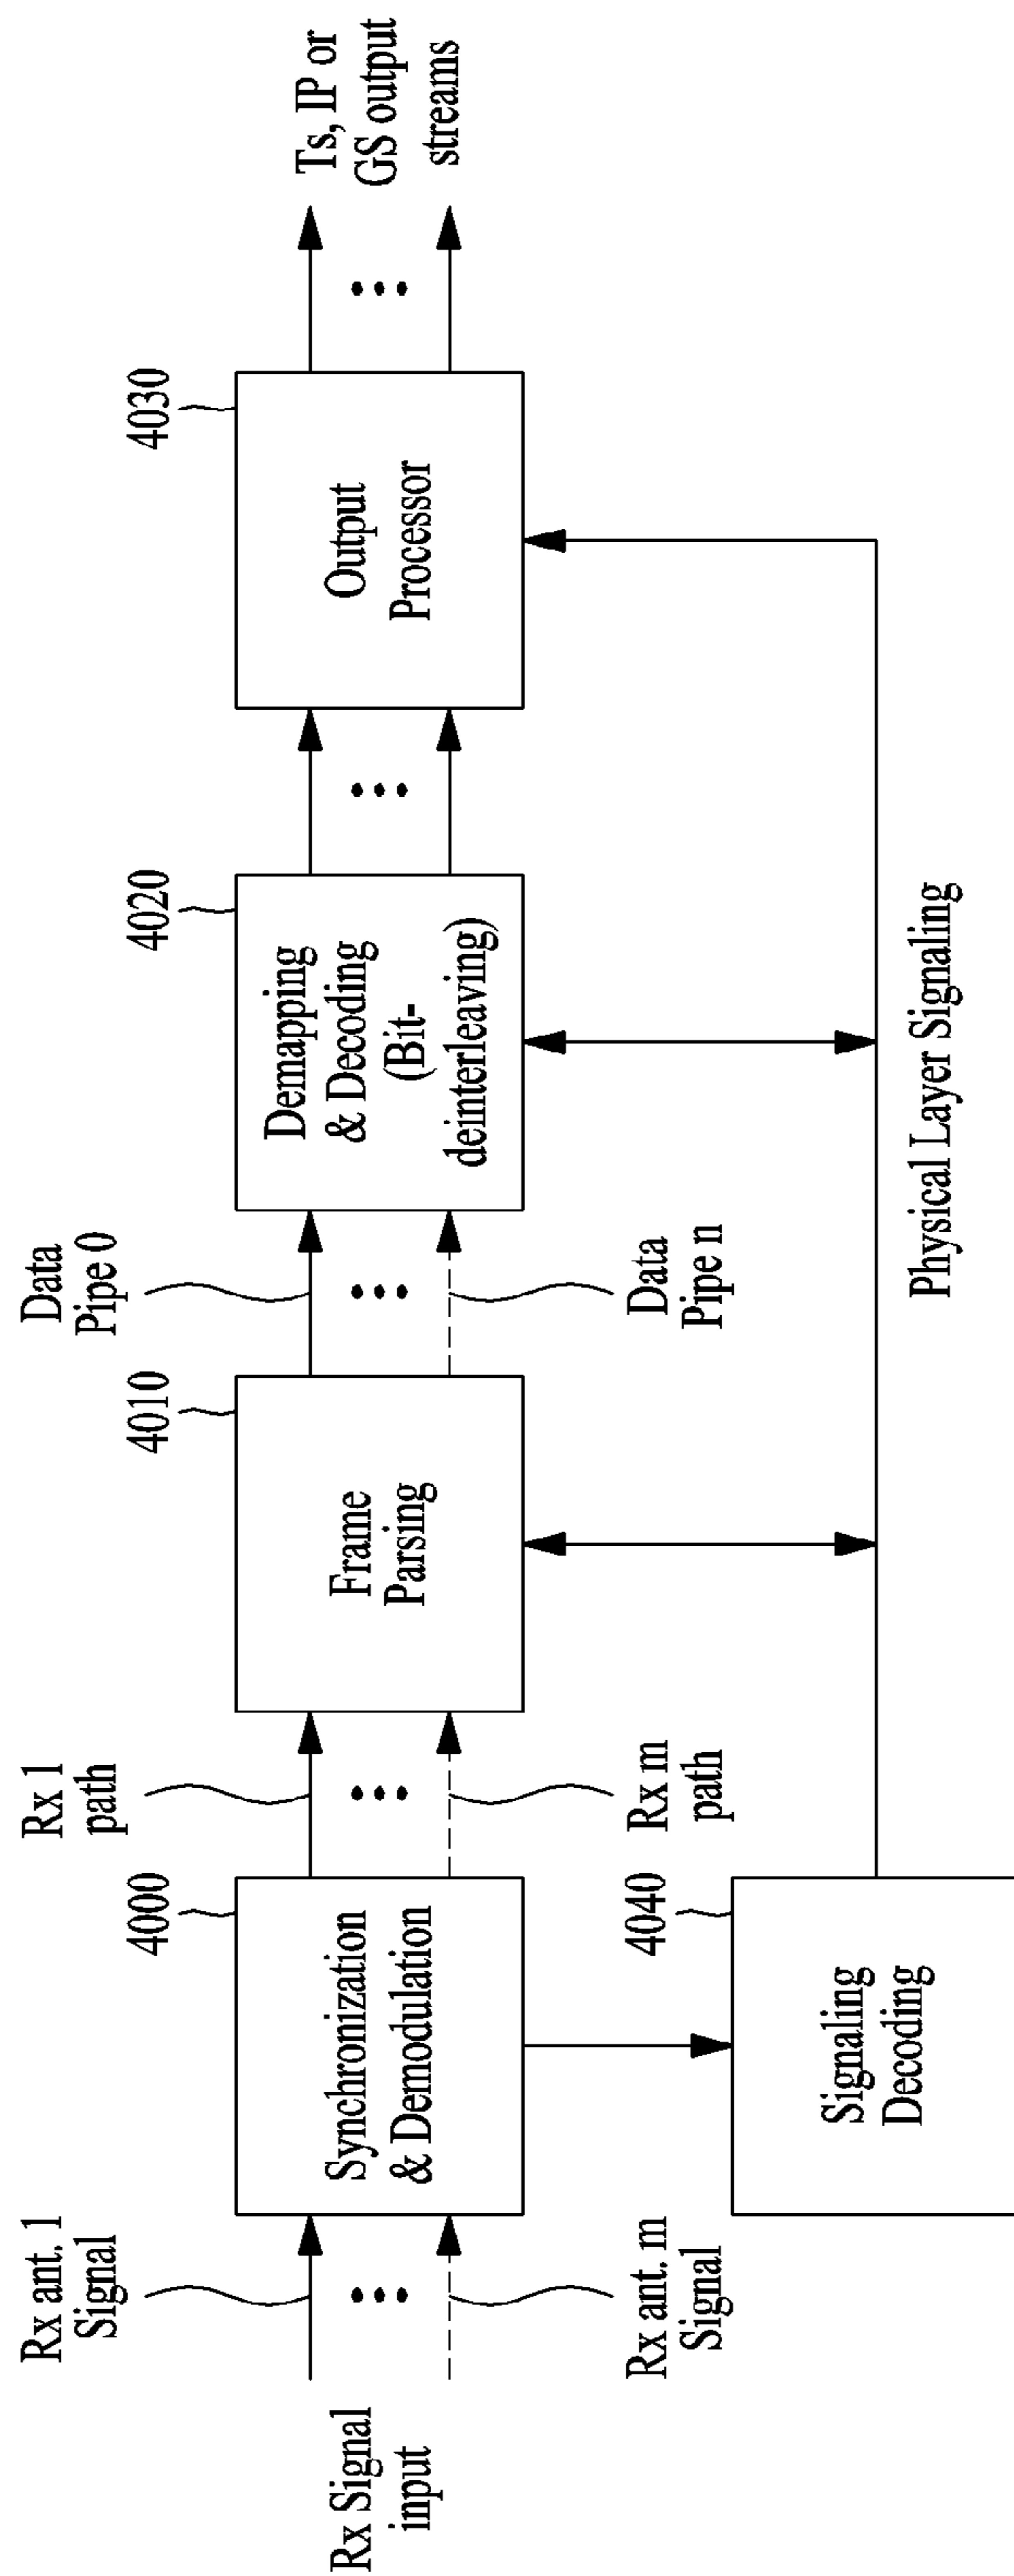 Rx Signal
input
Rx ant. 1
Signal
Rx ant. m
Signal
4000
Synchronization
& Demodulation
Rx 1
path
Rx m
path
4010
Frame
Parsing
Data
Pipe 0
Data
Pipe n
4020
Demapping
& Decoding
(Bit-
deinterleaving)
4030
Output
Processor
Ts, IP or
GS output
streams
4040
Signaling
Decoding
Physical Layer Signaling